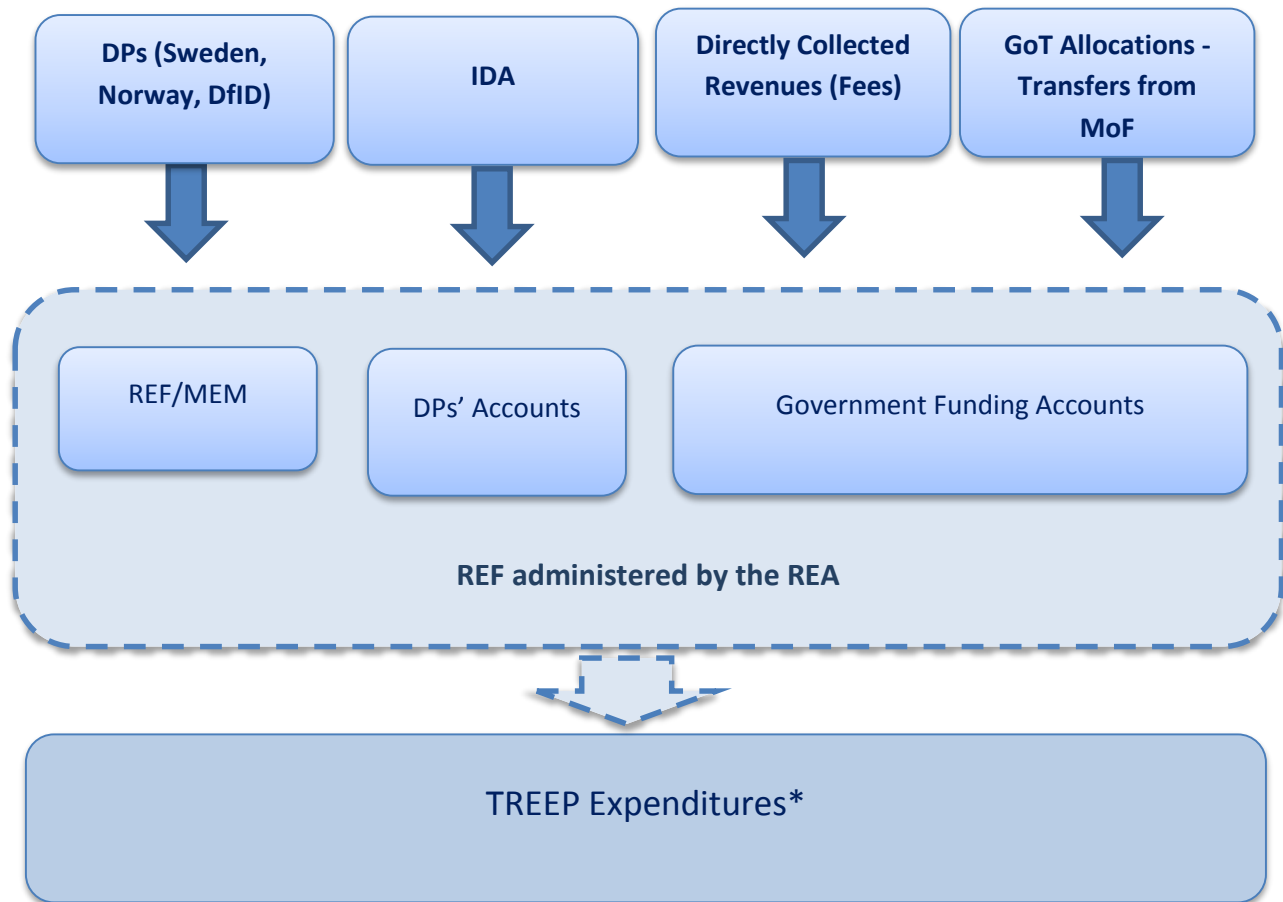 DPs (Sweden,
Norway, DfID)
IDA
Directly Collected
Revenues (Fees)
GoT Allocations -
Transfers from
MoF
REF/MEM
DPs’ Accounts
Government Funding Accounts
REF administered by the REA
TREEP Expenditures*